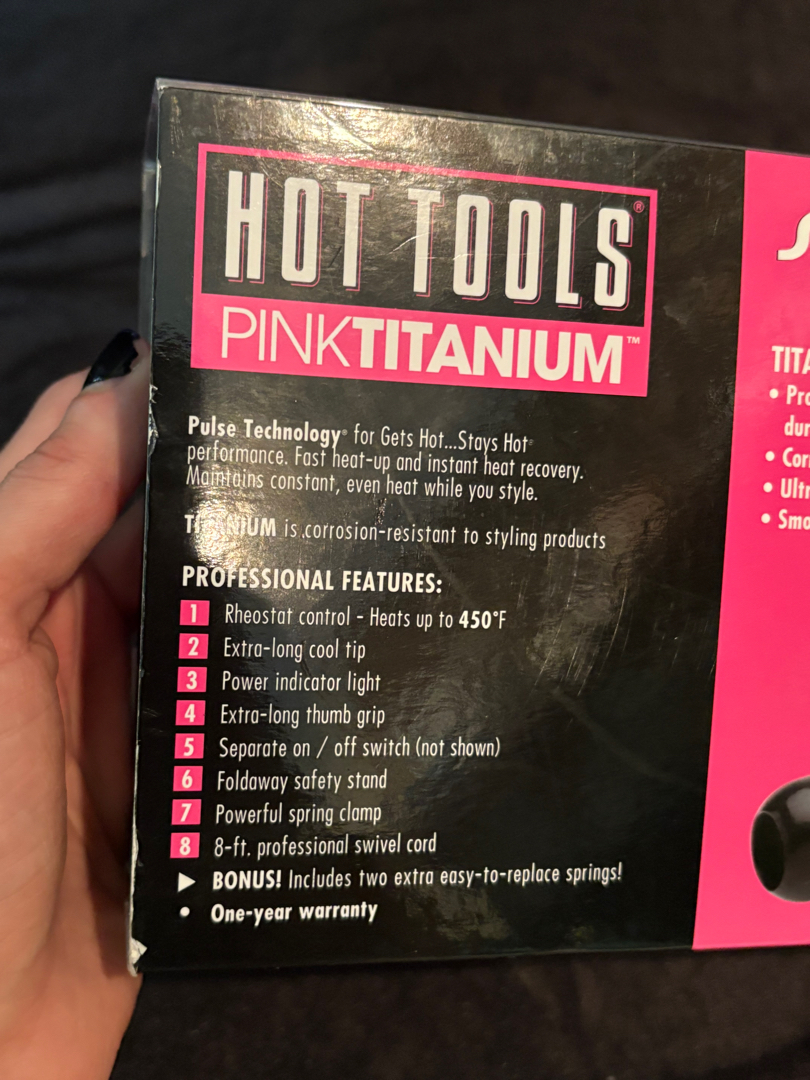 HOT TOOLS®
PINKTITANIUM™
Pulse Technology® for Gets Hot...Stays Hot®
performance. Fast heat-up and instant heat recovery.
Maintains constant, even heat while you style.
TITANIUM is corrosion-resistant to styling products
PROFESSIONAL FEATURES:
1 Rheostat control - Heats up to 450°F
2 Extra-long cool tip
3 Power indicator light
4 Extra-long thumb grip
5 Separate on / off switch (not shown)
6 Foldaway safety stand
7 Powerful spring clamp
8 8-ft. professional swivel cord
▶ BONUS! Includes two extra easy-to-replace springs!
• One-year warranty